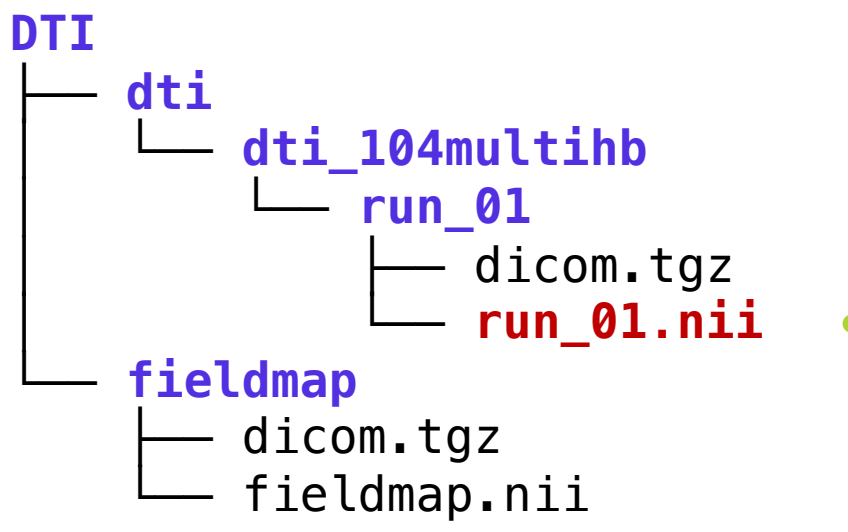 DTI
dti
dti_104multihb
run_01
dicom.tgz
run_01.nii
fieldmap
dicom.tgz
fieldmap.nii